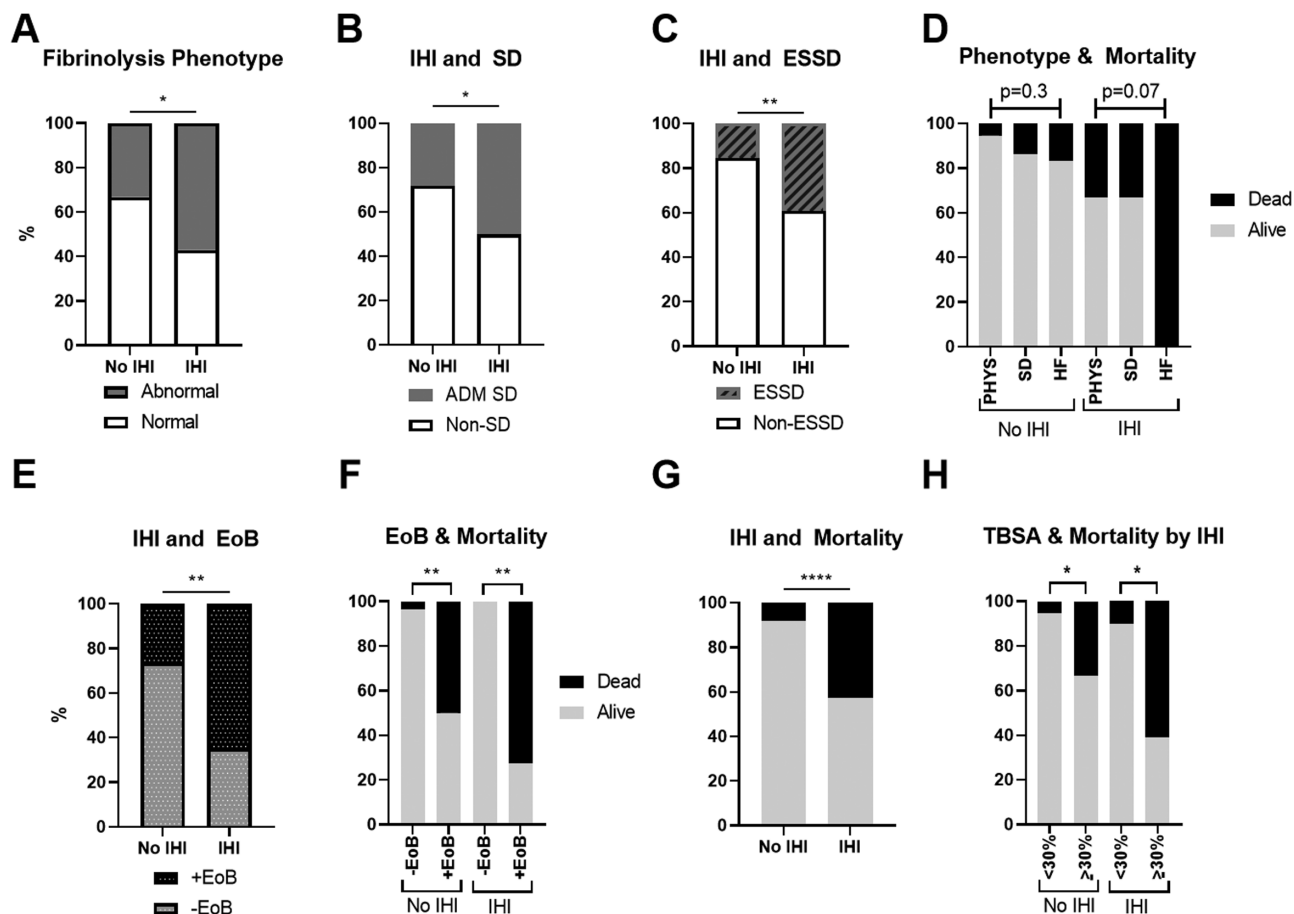 A
Fibrinolysis Phenotype
*
%
100
80
60
40
20
0
No IHI IHI
Abnormal
Normal
B
IHI and SD
*
100
80
60
40
20
0
No IHI IHI
ADM SD
Non-SD
C
IHI and ESSD
**
100
80
60
40
20
0
No IHI IHI
ESSD
Non-ESSD
D
Phenotype & Mortality
p=0.3 p=0.07
100
80
60
40
20
0
PHYS SD HF PHYS SD HF
No IHI IHI
Dead
Alive
E
IHI and EoB
**
%
100
80
60
40
20
0
No IHI IHI
+EoB
-EoB
F
EoB & Mortality
** **
100
80
60
40
20
0
-EoB +EoB -EoB +EoB
No IHI IHI
Dead
Alive
G
IHI and Mortality
****
100
80
60
40
20
0
No IHI IHI
H
TBSA & Mortality by IHI
* *
100
80
60
40
20
0
<30% ≥30% <30% ≥30%
No IHI IHI